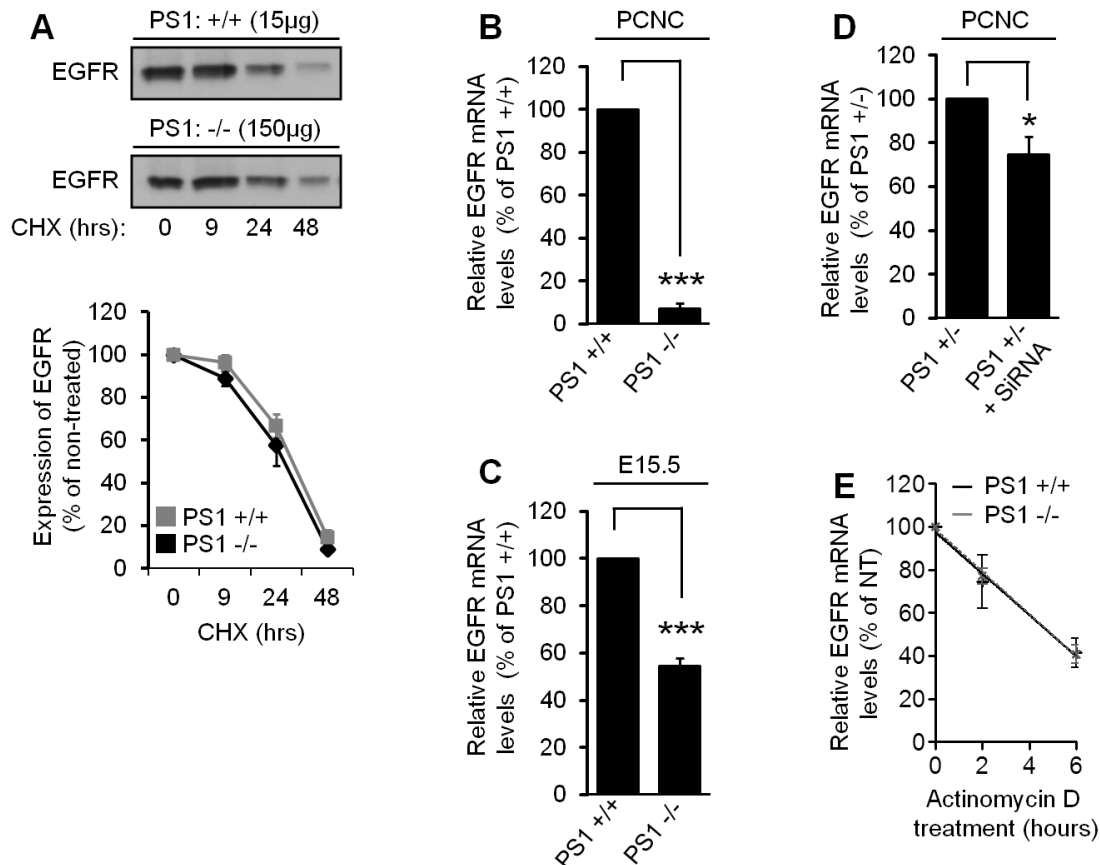 A
PS1: +/+ (15µg)
EGFR
PS1: -/- (150µg)
EGFR
CHX (hrs): 0 9 24 48
Expression of EGFR
(% of non-treated)
120
100
80
60
40
20
0
PS1 +/+
PS1 -/-
0 9 24 48
CHX (hrs)
B
PCNC
Relative EGFR mRNA
levels (% of PS1 +/+)
120
100
80
60
40
20
0
***
PS1 +/+
PS1 -/-
C
E15.5
Relative EGFR mRNA
levels (% of PS1 +/+)
120
100
80
60
40
20
0
***
PS1 +/+
PS1 -/-
D
PCNC
Relative EGFR mRNA
levels (% of PS1 +/-)
120
100
80
60
40
20
0
*
PS1 +/-
PS1 +/-
+ SiRNA
E
Relative EGFR mRNA
levels (% of NT)
120
100
80
60
40
20
0
PS1 +/+
PS1 -/-
0 2 4 6
Actinomycin D
treatment (hours)